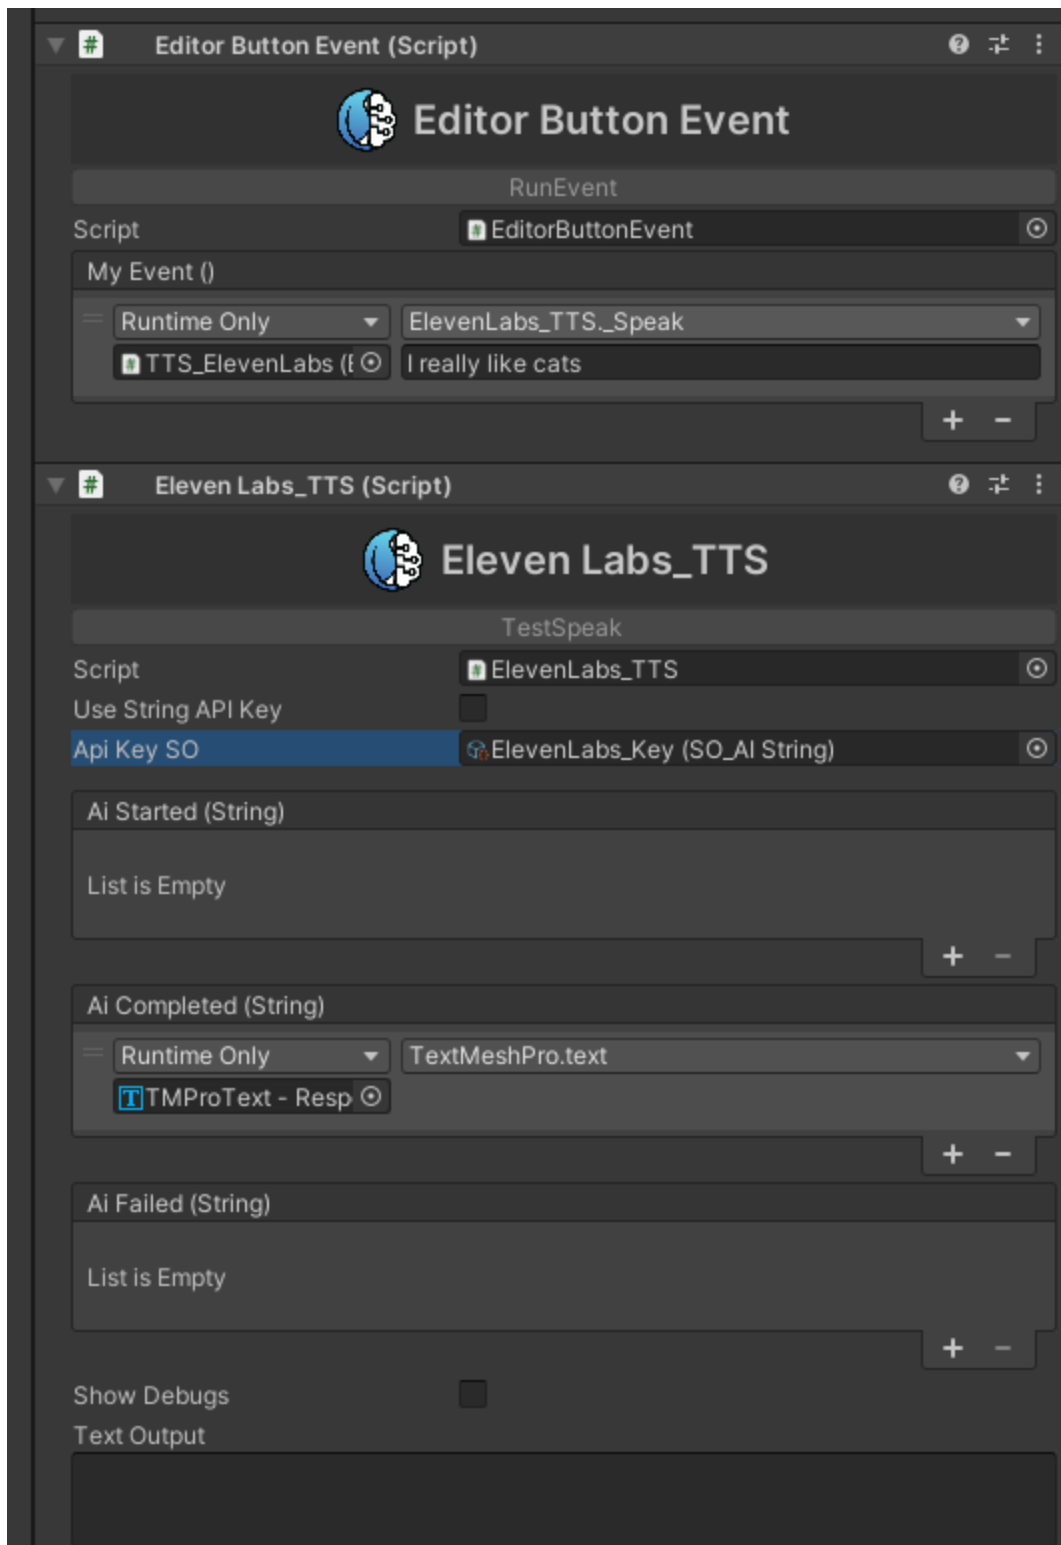 # Editor Button Event (Script)
Editor Button Event
RunEvent
Script # EditorButtonEvent
My Event ()
Runtime Only ElevenLabs_TTS._Speak
# TTS_ElevenLabs (E I really like cats
+ −
# Eleven Labs_TTS (Script)
Eleven Labs_TTS
TestSpeak
Script # ElevenLabs_TTS
Use String API Key
Api Key SO ElevenLabs_Key (SO_AI String)
Ai Started (String)
List is Empty
+ −
Ai Completed (String)
Runtime Only TextMeshPro.text
T TMProText - Resp
+ −
Ai Failed (String)
List is Empty
+ −
Show Debugs
Text Output